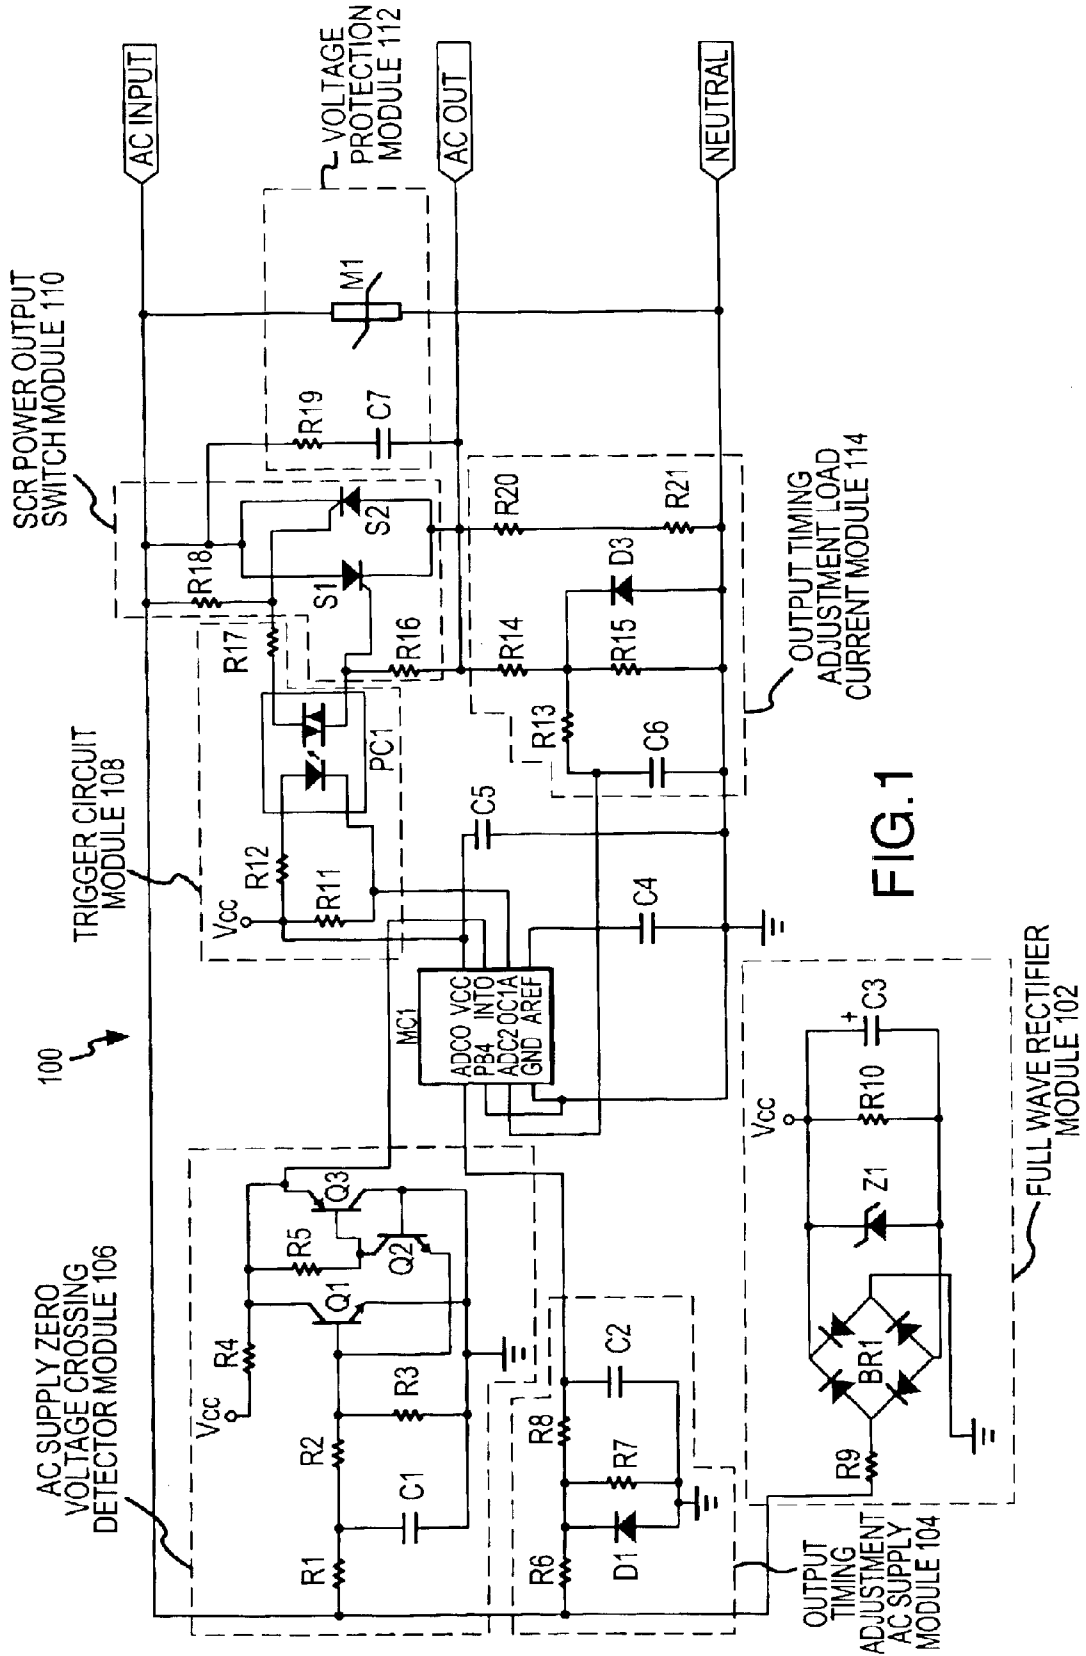 AC SUPPLY ZERO
VOLTAGE CROSSING
DETECTOR MODULE 106
100
TRIGGER CIRCUIT
MODULE 108
SCR POWER OUTPUT
SWITCH MODULE 110
VOLTAGE
PROTECTION
MODULE 112
AC INPUT
AC OUT
NEUTRAL
VCC
R4
R5
Q1
Q2
Q3
R1
R2
R3
C1
R6
R8
D1
R7
C2
OUTPUT
TIMING
ADJUSTMENT
AC SUPPLY
MODULE 104
MC1
ADC0 VCC
PB4 INT0
ADC2 OC1A
GND AREF
VCC
R12
R11
PC1
R17
R18
S1
S2
R16
R19
C7
M1
C5
C4
R13
C6
R14
R15
D3
R20
R21
OUTPUT TIMING
ADJUSTMENT LOAD
CURRENT MODULE 114
R9
BR1
Z1
VCC
R10
+
C3
FULL WAVE RECTIFIER
MODULE 102
FIG.1